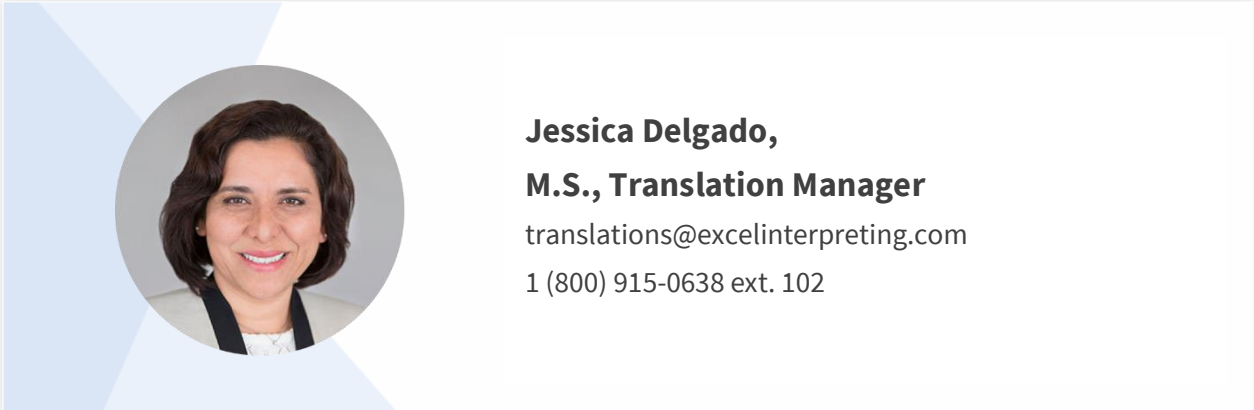 Jessica Delgado,
M.S., Translation Manager
translations@excelinterpreting.com
1 (800) 915-0638 ext. 102